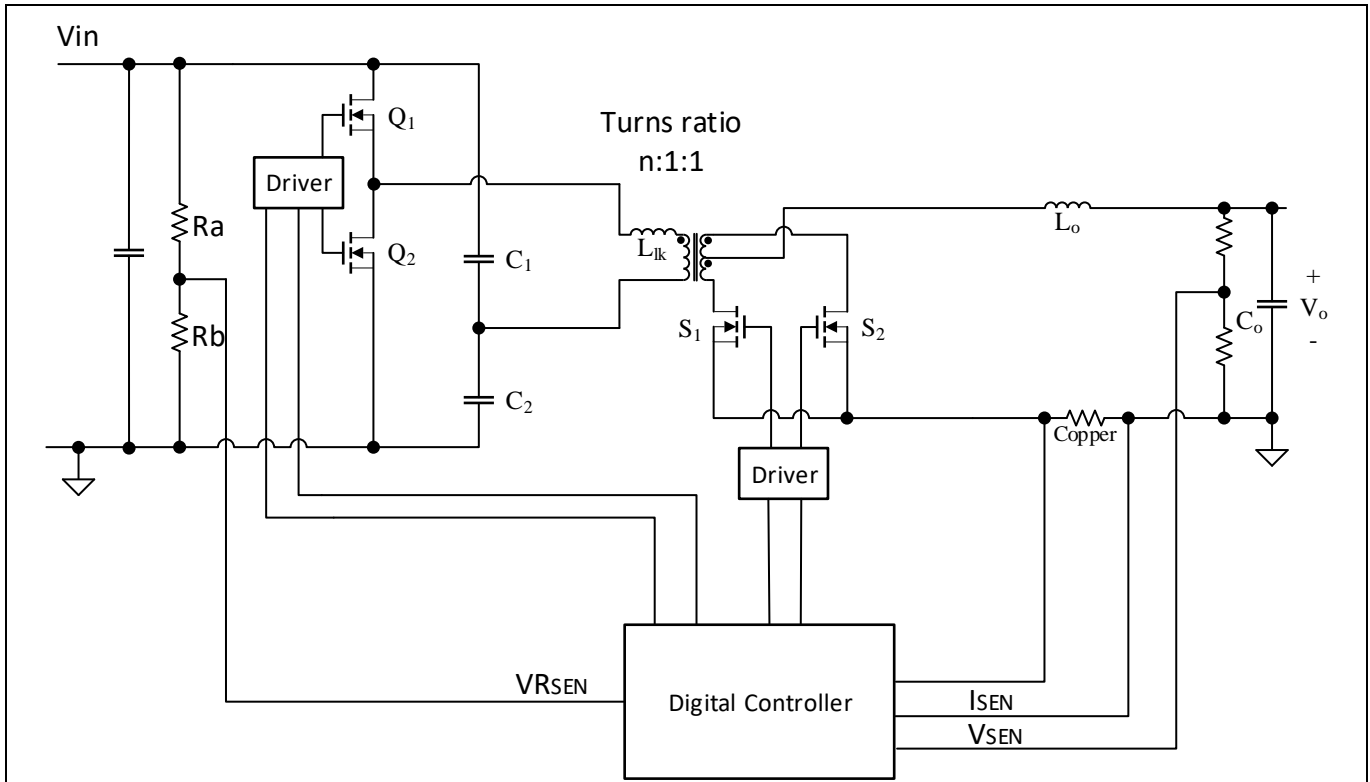 Vin
Q₁
Turns ratio
n:1:1
Driver
Ra
Lₒ
Lₗₖ
Q₂
C₁
+
Vₒ
-
Cₒ
S₁
S₂
Rb
C₂
Copper
Driver
VRSEN
Digital Controller
ISEN
VSEN